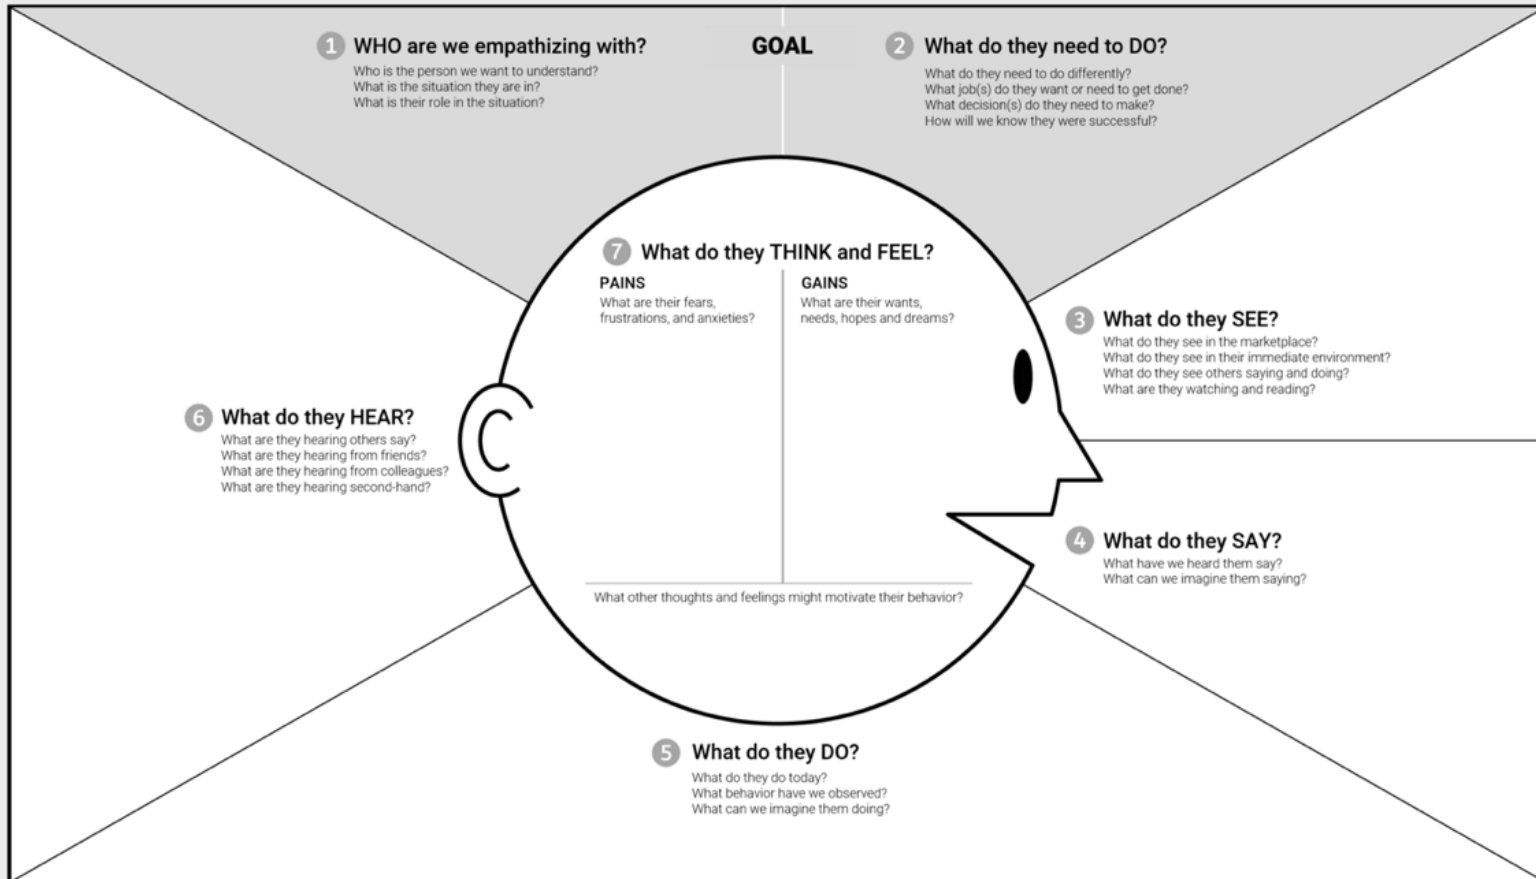 GOAL
1 WHO are we empathizing with?
Who is the person we want to understand?
What is the situation they are in?
What is their role in the situation?
2 What do they need to DO?
What do they need to do differently?
What job(s) do they want or need to get done?
What decision(s) do they need to make?
How will we know they were successful?
3 What do they SEE?
What do they see in the marketplace?
What do they see in their immediate environment?
What do they see others saying and doing?
What are they watching and reading?
4 What do they SAY?
What have we heard them say?
What can we imagine them saying?
5 What do they DO?
What do they do today?
What behavior have we observed?
What can we imagine them doing?
6 What do they HEAR?
What are they hearing others say?
What are they hearing from friends?
What are they hearing from colleagues?
What are they hearing second-hand?
7 What do they THINK and FEEL?
PAINS
What are their fears,
frustrations, and anxieties?
GAINS
What are their wants,
needs, hopes and dreams?
What other thoughts and feelings might motivate their behavior?